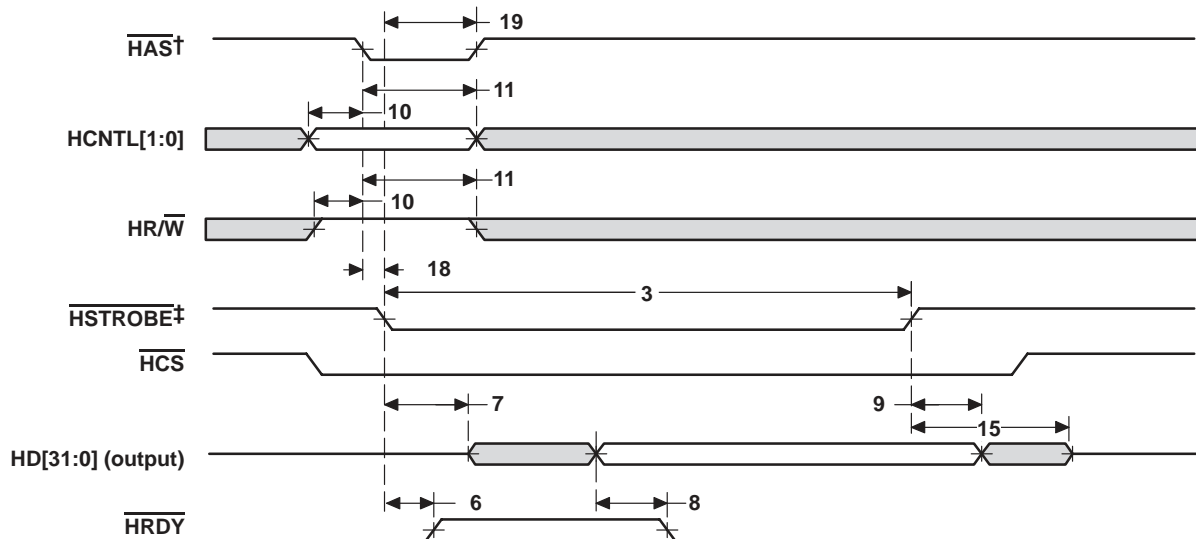 19
HAS†
11
10
HCNTL[1:0]
11
10
HR/W
18
3
HSTROBE‡
HCS
7
9
15
HD[31:0] (output)
6
8
HRDY